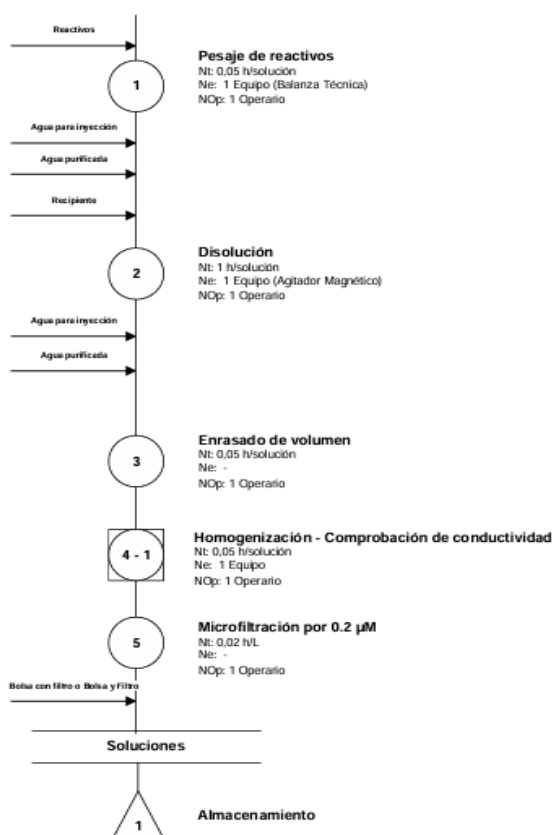 Reactivos
Pesaje de reactivos
Nt: 0,05 h/solución
Ne: 1 Equipo (Balanza Técnica)
NOp: 1 Operario
1
Agua para inyección
Agua purificada
Recipiente
Disolución
Nt: 1 h/solución
Ne: 1 Equipo (Agitador Magnético)
NOp: 1 Operario
2
Agua para inyección
Agua purificada
Enrasado de volumen
Nt: 0,05 h/solución
Ne: -
NOp: 1 Operario
3
Homogenización - Comprobación de conductividad
Nt: 0,05 h/solución
Ne: 1 Equipo
NOp: 1 Operario
4 - 1
Microfiltración por 0.2 µM
Nt: 0,02 h/L
Ne: -
NOp: 1 Operario
5
Bolsa con filtro o Bolsa y Filtro
Soluciones
Almacenamiento
1